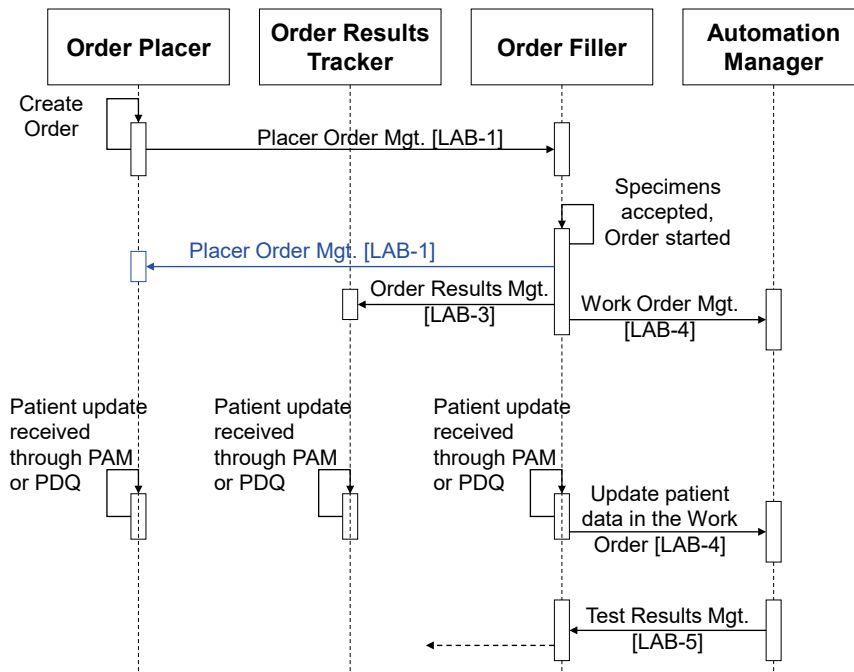 Order Placer
Order Results
Tracker
Order Filler
Automation
Manager
Create
Order
Placer Order Mgt. [LAB-1]
Specimens
accepted,
Order started
Placer Order Mgt. [LAB-1]
Order Results Mgt.
[LAB-3]
Work Order Mgt.
[LAB-4]
Patient update
received
through PAM
or PDQ
Patient update
received
through PAM
or PDQ
Patient update
received
through PAM
or PDQ
Update patient
data in the Work
Order [LAB-4]
Test Results Mgt.
[LAB-5]